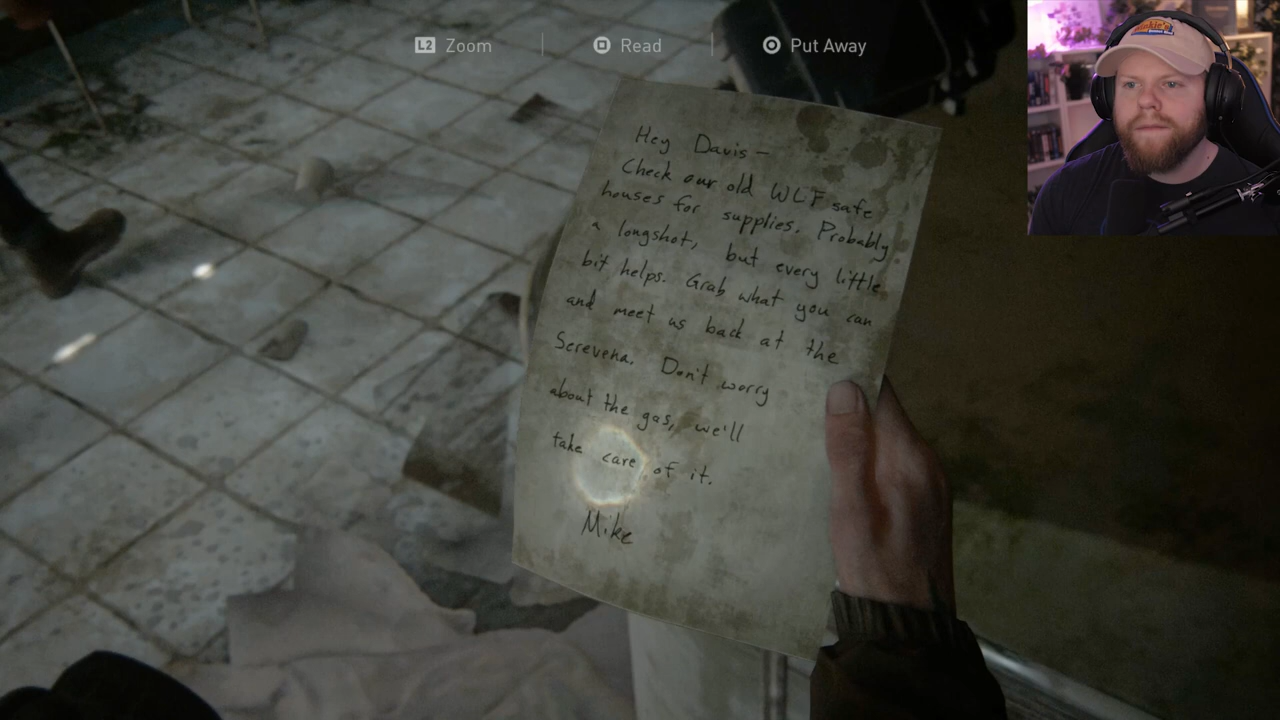 L2 Zoom
Read
Put Away
Hey Davis -
Check our old WLF safe
houses for supplies. Probably
a longshot, but every little
bit helps. Grab what you can
and meet us back at the
Serevena. Don't worry
about the gas, we'll
take care of it.
Mike